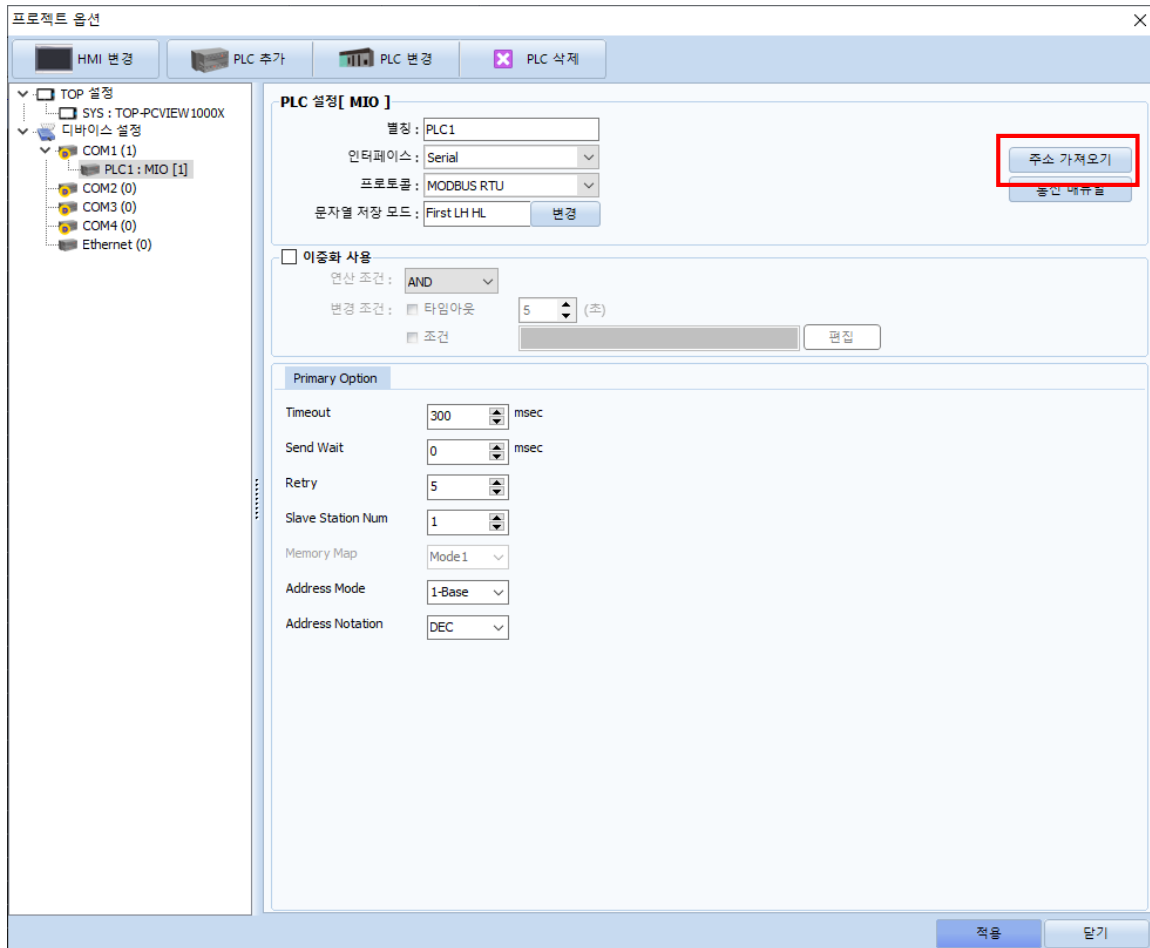 프로젝트 옵션
HMI 변경
PLC 추가
PLC 변경
PLC 삭제
TOP 설정
SYS : TOP-PCVIEW1000X
디바이스 설정
COM1 (1)
PLC1 : MIO [1]
COM2 (0)
COM3 (0)
COM4 (0)
Ethernet (0)
PLC 설정[ MIO ]
별칭 : PLC1
인터페이스 : Serial
주소 가져오기
프로토콜 : MODBUS RTU
통신 매뉴얼
문자열 저장 모드 : First LH HL 변경
이중화 사용
연산 조건 : AND
변경 조건 : 타임아웃 5 (초)
조건 편집
Primary Option
Timeout 300 msec
Send Wait 0 msec
Retry 5
Slave Station Num 1
Memory Map Mode1
Address Mode 1-Base
Address Notation DEC
적용 닫기